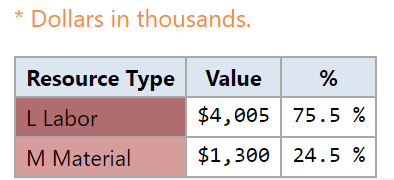 * Dollars in thousands.
Resource Type Value %
L Labor $4,005 75.5 %
M Material $1,300 24.5 %